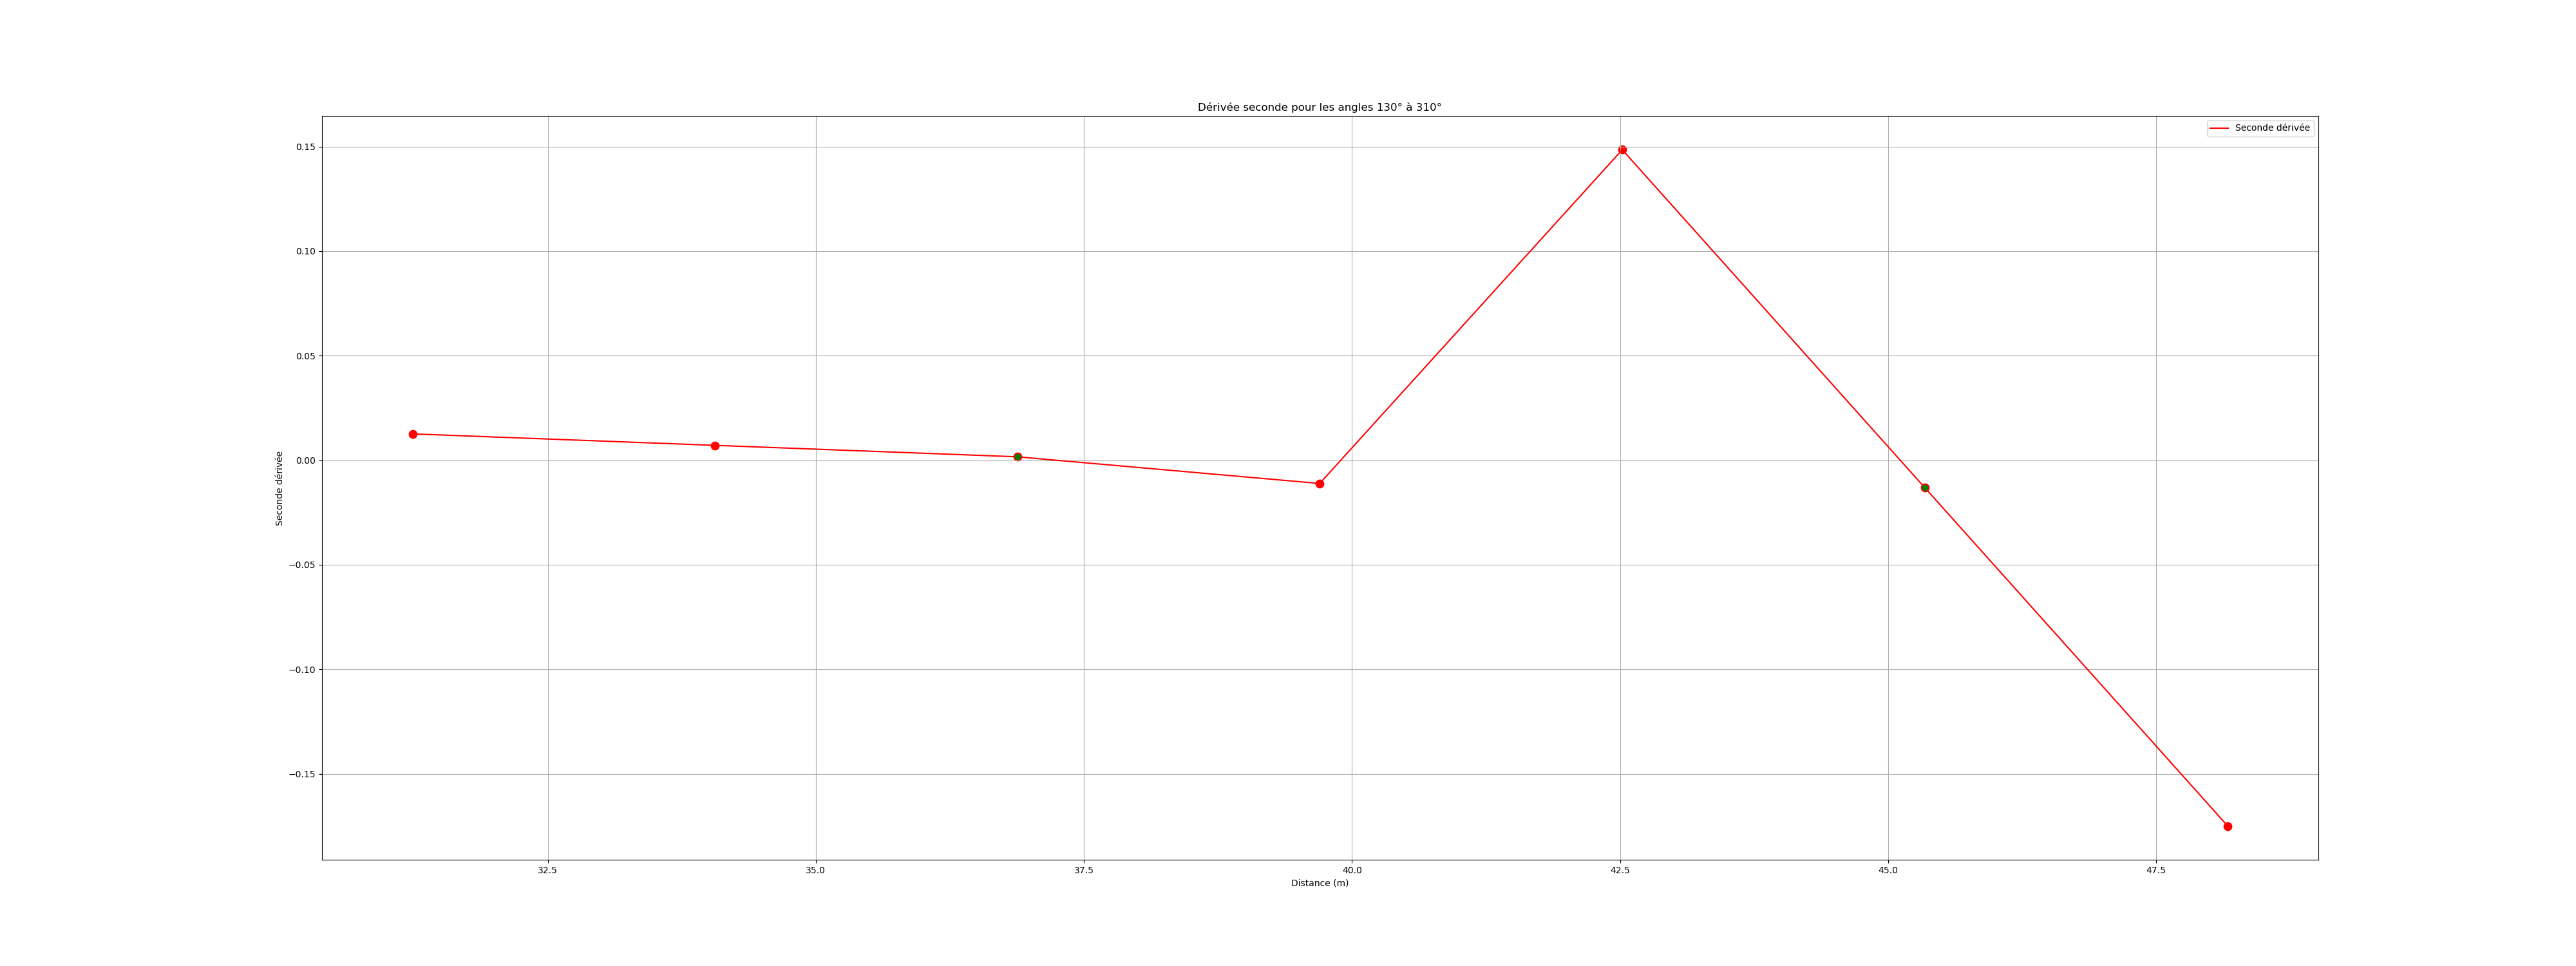 Dérivée seconde pour les angles 130° à 310°
Seconde dérivée
0.15
0.10
0.05
0.00
−0.05
−0.10
−0.15
Seconde dérivée
32.5 35.0 37.5 40.0 42.5 45.0 47.5
Distance (m)